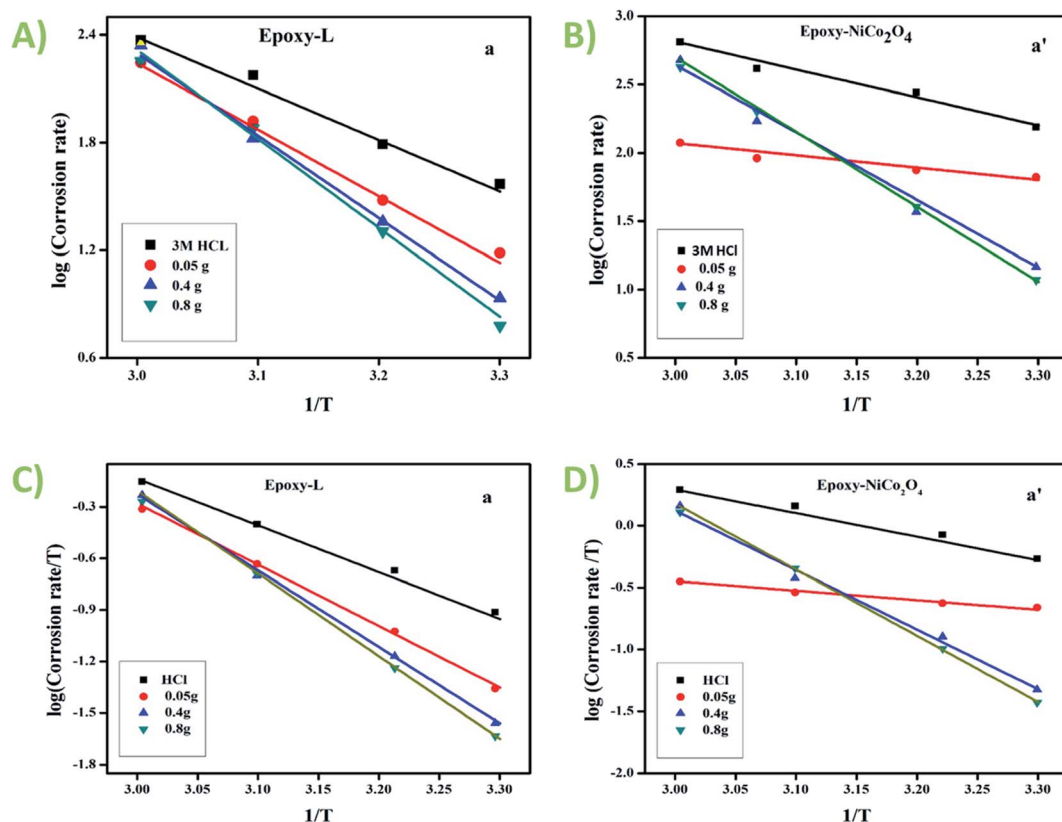 A)
Epoxy-L
a
log (Corrosion rate)
2.4
1.8
1.2
0.6
3M HCL
0.05 g
0.4 g
0.8 g
3.0 3.1 3.2 3.3
1/T
B)
Epoxy-NiCo2O4
a'
log(Corrosion rate)
3.0
2.5
2.0
1.5
1.0
0.5
3M HCl
0.05 g
0.4 g
0.8 g
3.00 3.05 3.10 3.15 3.20 3.25 3.30
1/T
C)
Epoxy-L
a
log(Corrosion rate/T)
-0.3
-0.6
-0.9
-1.2
-1.5
-1.8
HCl
0.05g
0.4g
0.8g
3.00 3.05 3.10 3.15 3.20 3.25 3.30
1/T
D)
Epoxy-NiCo2O4
a'
log (Corrosion rate /T)
0.5
0.0
-0.5
-1.0
-1.5
-2.0
HCl
0.05g
0.4g
0.8g
3.00 3.05 3.10 3.15 3.20 3.25 3.30
1/T